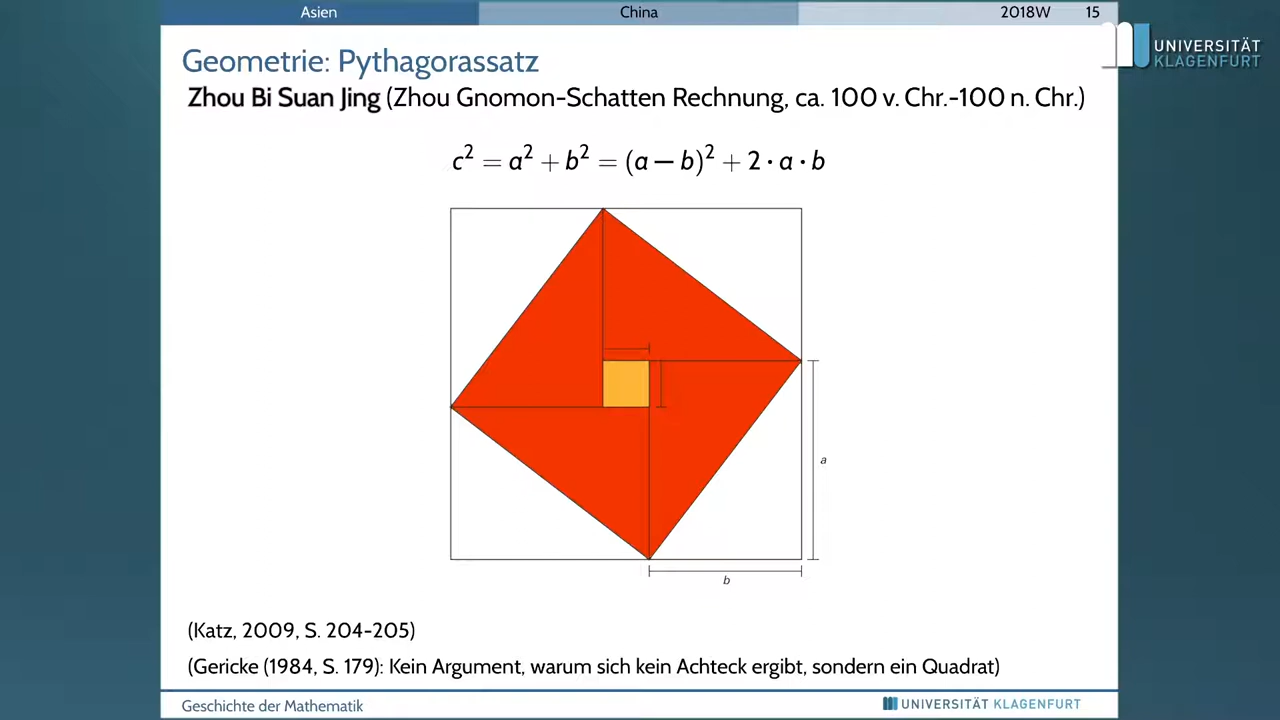 Asien China 2018W 15
UNIVERSITÄT
KLAGENFURT
Geometrie: Pythagorassatz
Zhou Bi Suan Jing (Zhou Gnomon-Schatten Rechnung, ca. 100 v. Chr.-100 n. Chr.)
c² = a² + b² = (a − b)² + 2 · a · b
a
b
(Katz, 2009, S. 204-205)
(Gericke (1984, S. 179): Kein Argument, warum sich kein Achteck ergibt, sondern ein Quadrat)
Geschichte der Mathematik UNIVERSITÄT KLAGENFURT